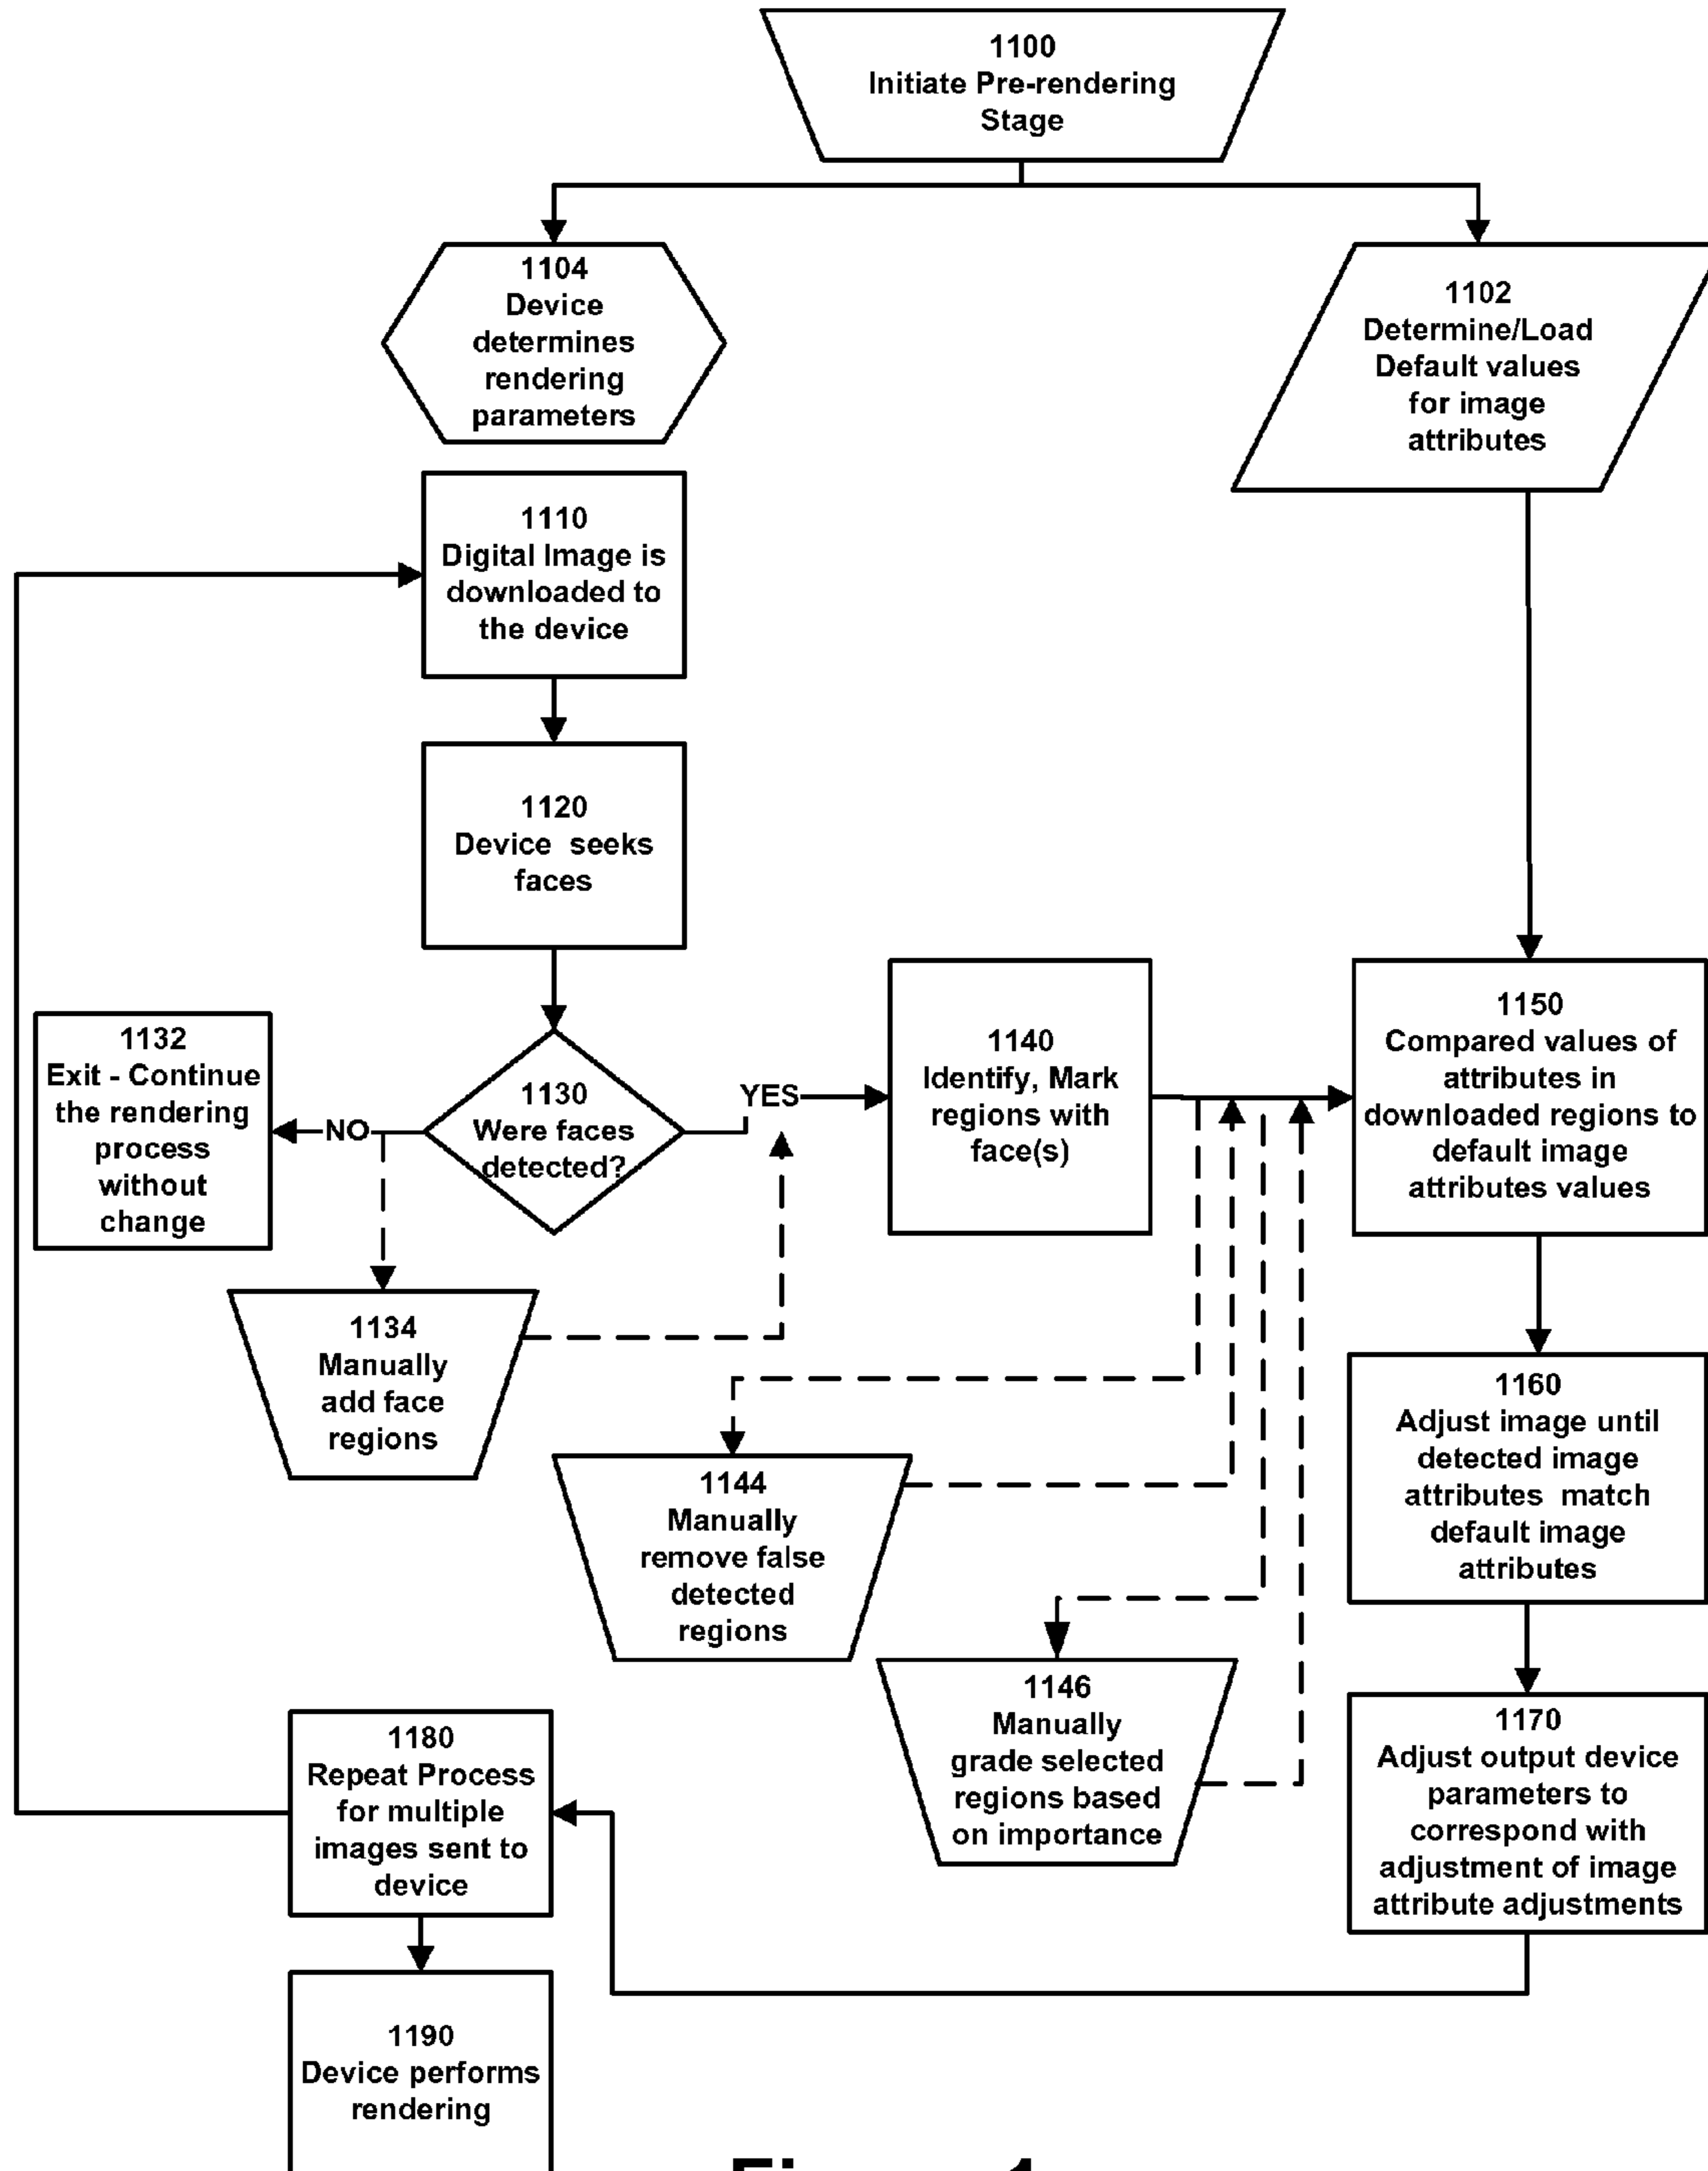 1100
Initiate Pre-rendering
Stage
1104
Device
determines
rendering
parameters
1102
Determine/Load
Default values
for image
attributes
1110
Digital Image is
downloaded to
the device
1120
Device seeks
faces
1132
Exit - Continue
the rendering
process
without
change
NO
1130
Were faces
detected?
YES
1140
Identify, Mark
regions with
face(s)
1150
Compared values of
attributes in
downloaded regions to
default image
attributes values
1134
Manually
add face
regions
1144
Manually
remove false
detected
regions
1160
Adjust image until
detected image
attributes match
default image
attributes
1146
Manually
grade selected
regions based
on importance
1170
Adjust output device
parameters to
correspond with
adjustment of image
attribute adjustments
1180
Repeat Process
for multiple
images sent to
device
1190
Device performs
rendering